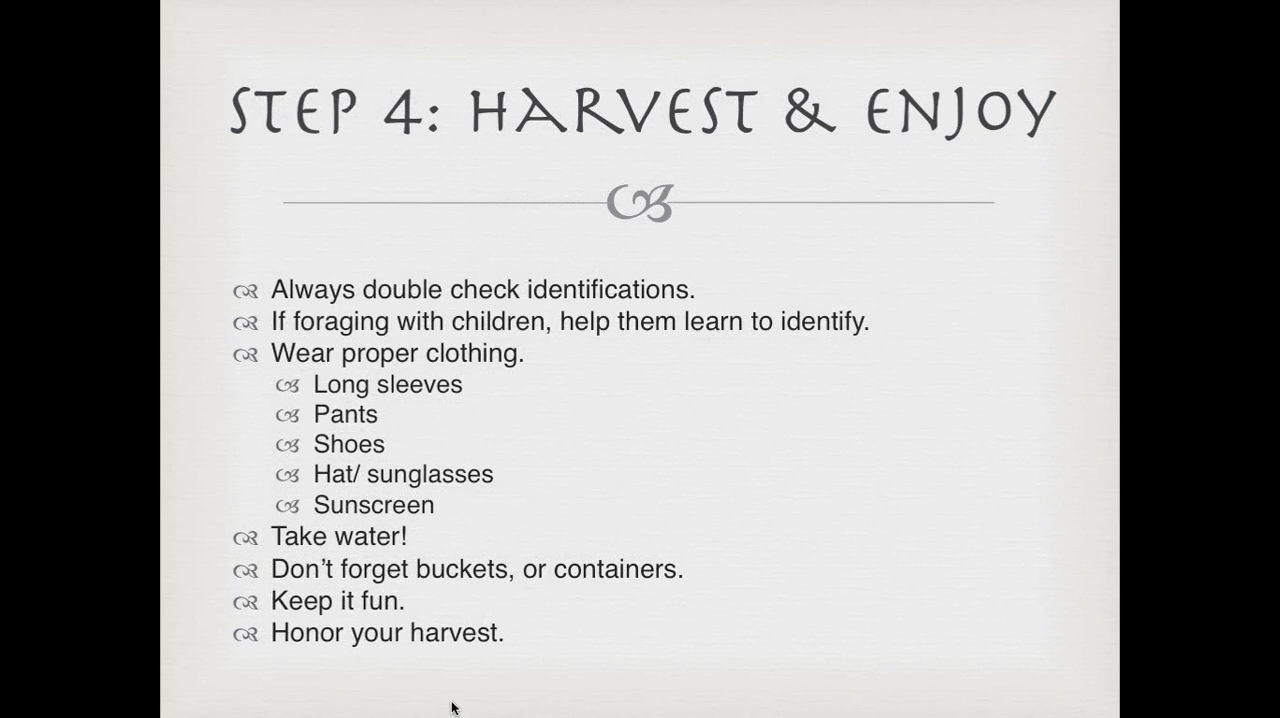 STEP 4: HARVEST & ENJOY
Always double check identifications.
If foraging with children, help them learn to identify.
Wear proper clothing.
Long sleeves
Pants
Shoes
Hat/ sunglasses
Sunscreen
Take water!
Don’t forget buckets, or containers.
Keep it fun.
Honor your harvest.